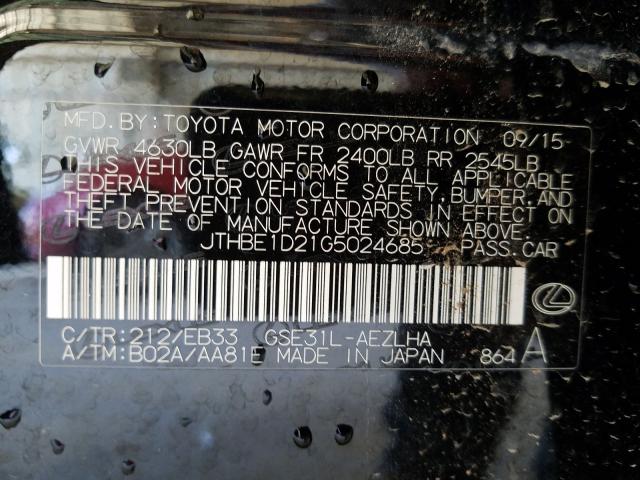 MFR. BY: TOYOTA MOTOR CORPORATION 09/15
GVWR 4630LB GAWR FR 2400LB RR 2545LB
THIS VEHICLE CONFORMS TO ALL APPLICABLE
FEDERAL MOTOR VEHICLE SAFETY, BUMPER, AND
THEFT PREVENTION STANDARDS IN EFFECT ON
THE DATE OF MANUFACTURE SHOWN ABOVE.
JTHBE1D21G5024685 PASS.CAR
C/TR: 212/EB33 GSE31L-AEZLHA
A/TM: B02A/AA81E MADE IN JAPAN 864 A